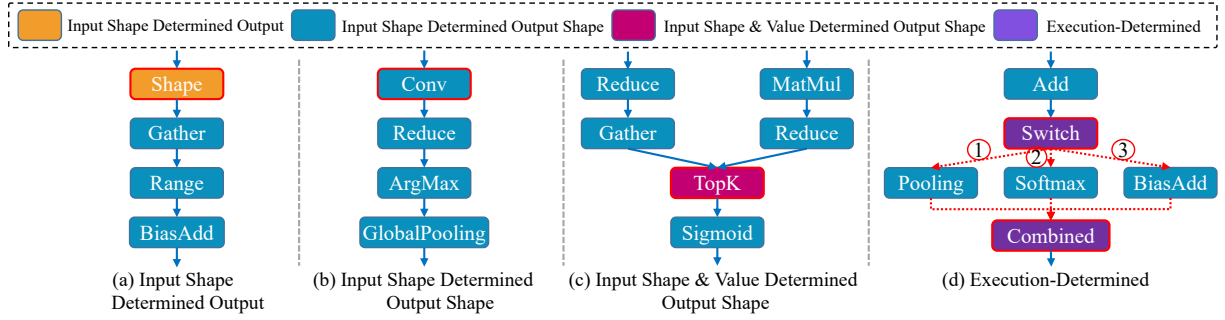 Input Shape Determined Output
Input Shape Determined Output Shape
Input Shape & Value Determined Output Shape
Execution-Determined
Shape
Gather
Range
BiasAdd
(a) Input Shape
Determined Output
Conv
Reduce
ArgMax
GlobalPooling
(b) Input Shape Determined
Output Shape
Reduce
MatMul
Gather
Reduce
TopK
Sigmoid
(c) Input Shape & Value Determined
Output Shape
Add
Switch
1
2
3
Pooling
Softmax
BiasAdd
Combined
(d) Execution-Determined